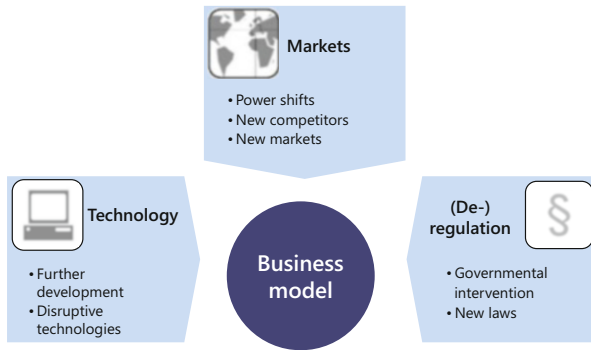 Markets
• Power shifts
• New competitors
• New markets
Technology
• Further
development
• Disruptive
technologies
Business
model
(De-)
regulation
§
• Governmental
intervention
• New laws